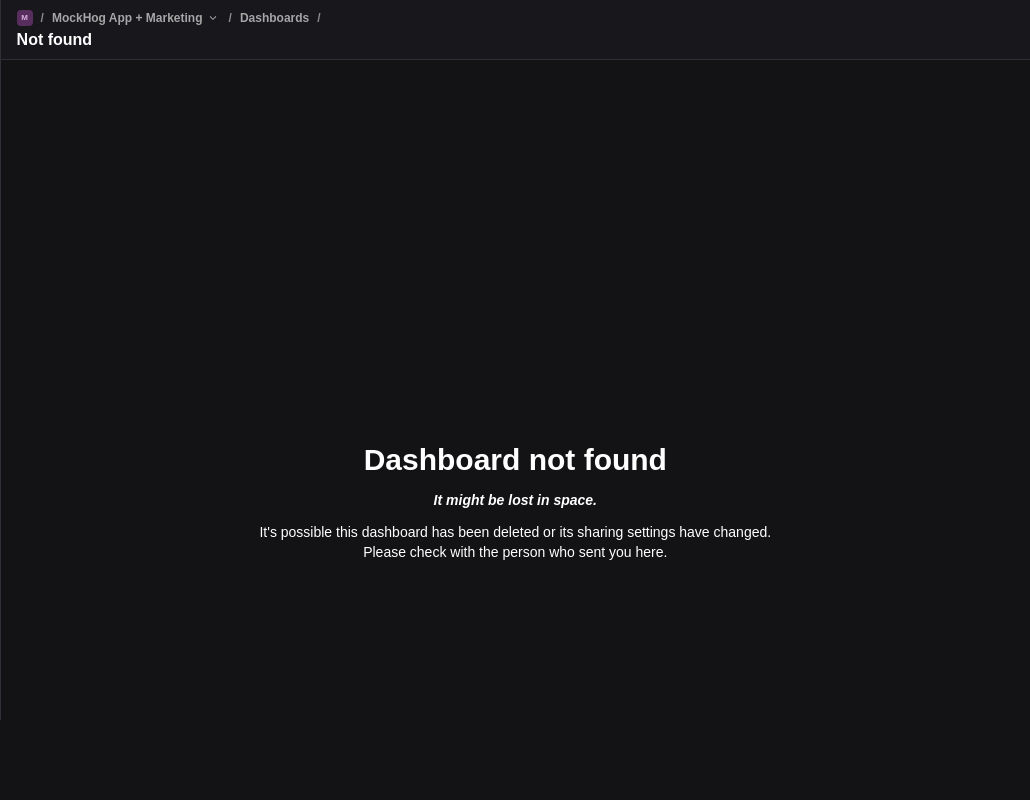 M / MockHog App + Marketing / Dashboards /
Not found
Dashboard not found
It might be lost in space.
It's possible this dashboard has been deleted or its sharing settings have changed.
Please check with the person who sent you here.